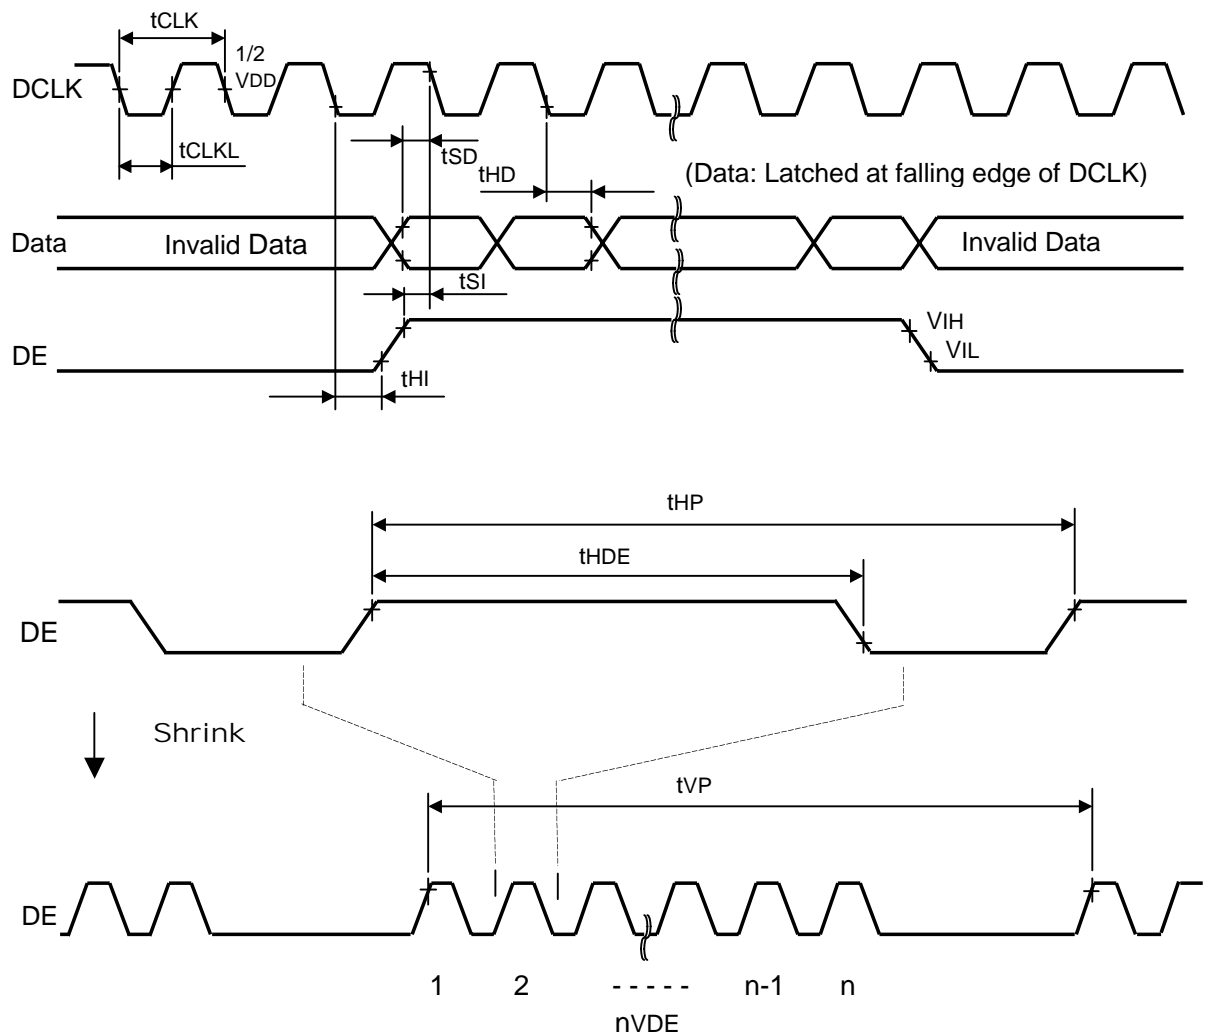 tCLK
1/2
VDD
DCLK
tCLKL
tSD
tHD
(Data: Latched at falling edge of DCLK)
Data
Invalid Data
Invalid Data
tSI
VIH
VIL
DE
tHI
tHP
tHDE
DE
Shrink
tVP
DE
1 2 - - - - - n-1 n
nVDE